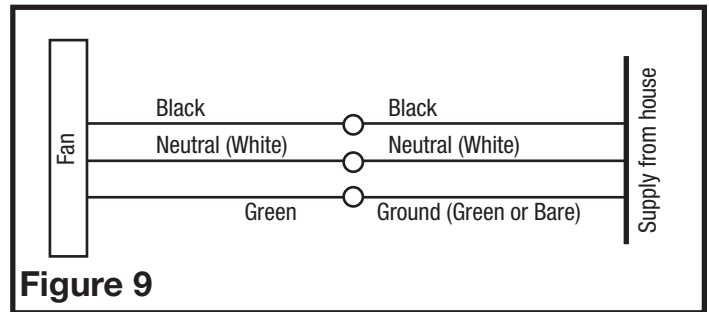 Fan
Black
Black
Neutral (White)
Neutral (White)
Green
Ground (Green or Bare)
Supply from house
Figure 9